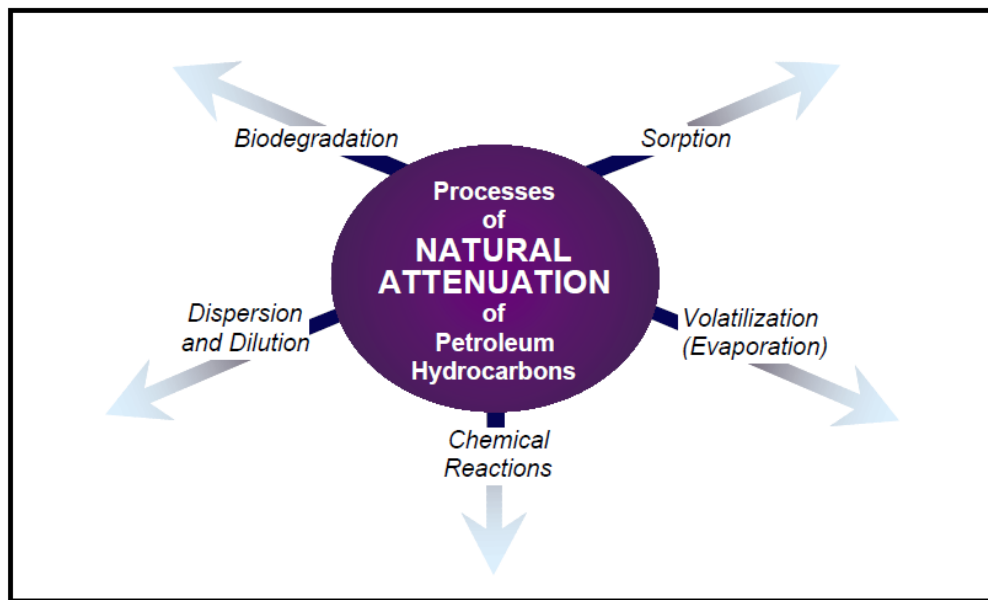 Biodegradation
Sorption
Processes
of
NATURAL
ATTENUATION
of
Petroleum
Hydrocarbons
Dispersion
and Dilution
Volatilization
(Evaporation)
Chemical
Reactions